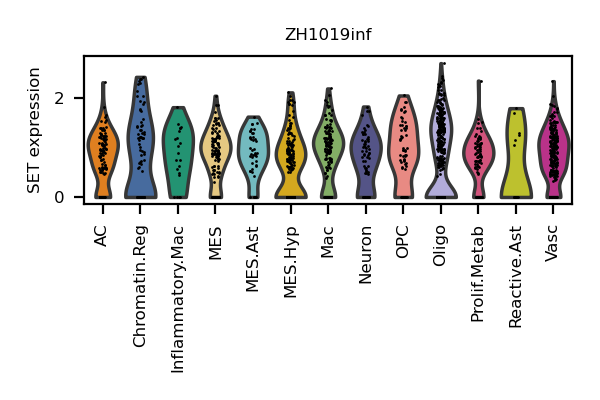 ZH1019inf
SET expression
2
0
AC
Chromatin.Reg
Inflammatory.Mac
MES
MES.Ast
MES.Hyp
Mac
Neuron
OPC
Oligo
Prolif.Metab
Reactive.Ast
Vasc